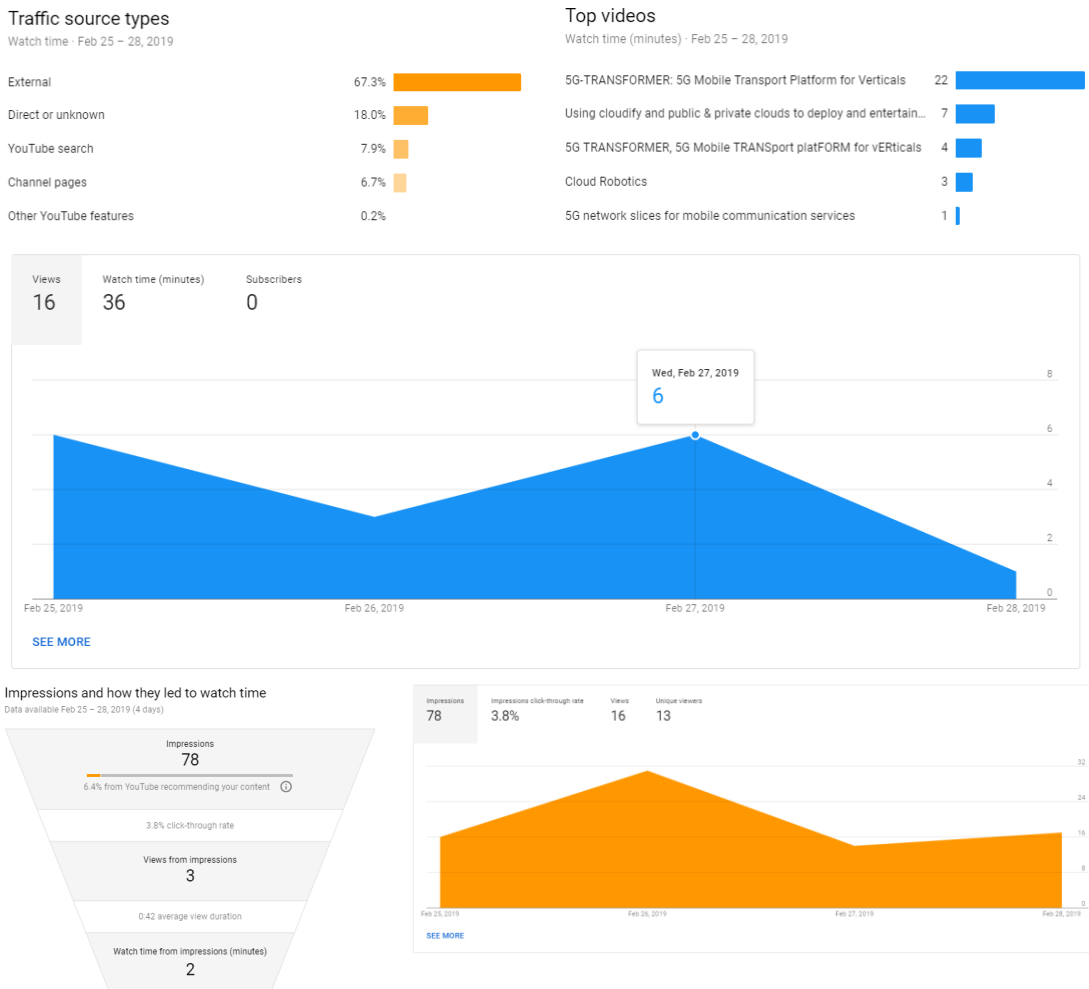 Traffic source types
Watch time · Feb 25 – 28, 2019
External 67.3%
Direct or unknown 18.0%
YouTube search 7.9%
Channel pages 6.7%
Other YouTube features 0.2%
Top videos
Watch time (minutes) · Feb 25 – 28, 2019
5G-TRANSFORMER: 5G Mobile Transport Platform for Verticals 22
Using cloudify and public & private clouds to deploy and entertain... 7
5G TRANSFORMER, 5G Mobile TRANSport platFORM for vERticals 4
Cloud Robotics 3
5G network slices for mobile communication services 1
Views Watch time (minutes) Subscribers
16 36 0
Wed, Feb 27, 2019
6
8
6
4
2
0
Feb 25, 2019 Feb 26, 2019 Feb 27, 2019 Feb 28, 2019
SEE MORE
Impressions and how they led to watch time
Data available Feb 25 – 28, 2019 (4 days)
Impressions
78
6.4% from YouTube recommending your content
3.8% click-through rate
Views from impressions
3
0:42 average view duration
Watch time from impressions (minutes)
2
Impressions Impressions click-through rate Views Unique viewers
78 3.8% 16 13
32
24
16
8
0
Feb 25, 2019 Feb 26, 2019 Feb 27, 2019 Feb 28, 2019
SEE MORE